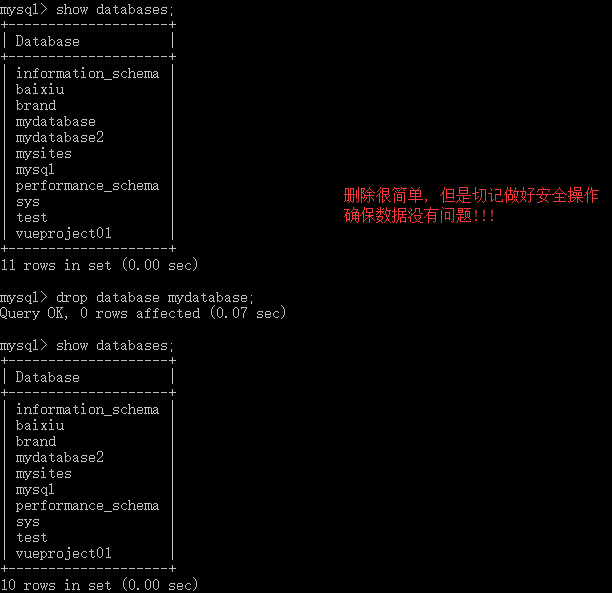 mysql> show databases;
+--------------------+
| Database           |
+--------------------+
| information_schema |
| baixiu             |
| brand              |
| mydatabase         |
| mydatabase2        |
| mysites            |
| mysql              |
| performance_schema |
| sys                |
| test               |
| vueproject01       |
+--------------------+
11 rows in set (0.00 sec)
删除很简单, 但是切记做好安全操作
确保数据没有问题!!!
mysql> drop database mydatabase;
Query OK, 0 rows affected (0.07 sec)
mysql> show databases;
+--------------------+
| Database           |
+--------------------+
| information_schema |
| baixiu             |
| brand              |
| mydatabase2        |
| mysites            |
| mysql              |
| performance_schema |
| sys                |
| test               |
| vueproject01       |
+--------------------+
10 rows in set (0.00 sec)